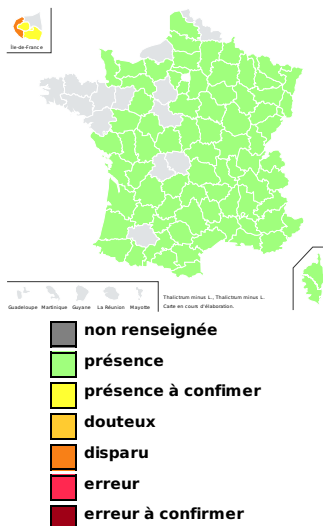 Île-de-France
Thalictrum minus L., Thalictrum minus L.
Carte en cours d'élaboration.
Guadeloupe Martinique Guyane La Réunion Mayotte
non renseignée
présence
présence à confimer
douteux
disparu
erreur
erreur à confirmer